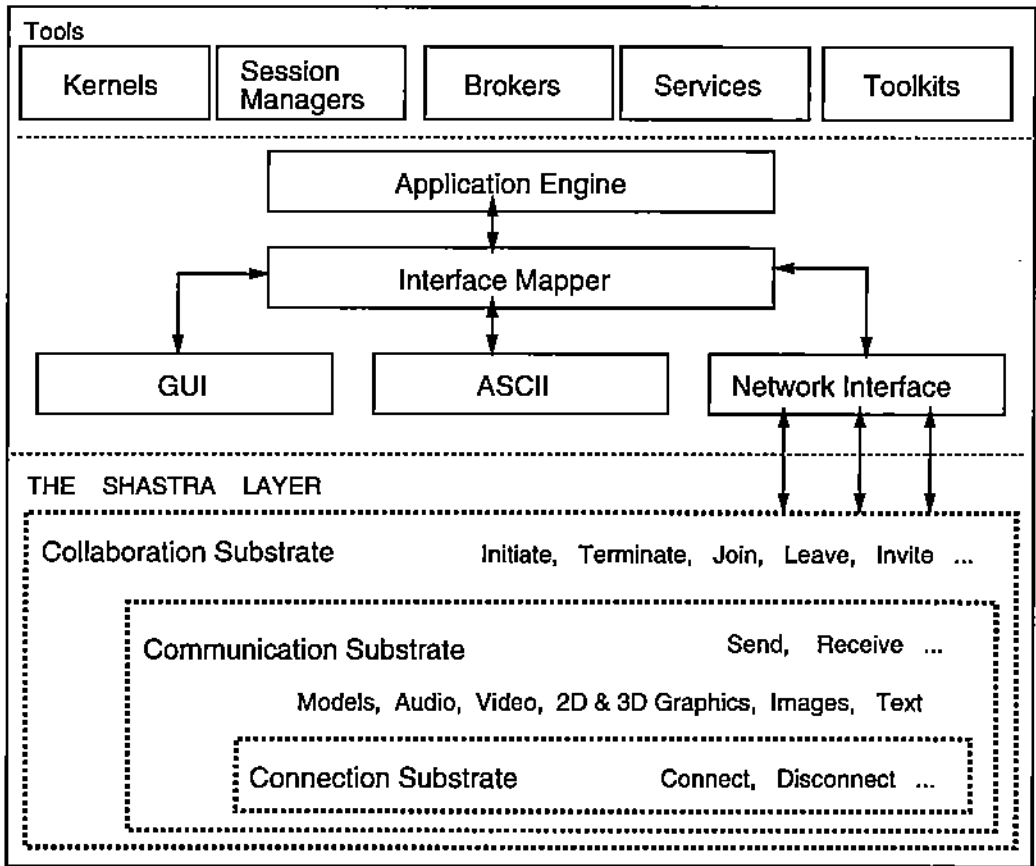 Tools
Kernels
Session
Managers
Brokers
Services
Toolkits
Application Engine
Interface Mapper
GUI
ASCII
Network Interface
THE SHASTRA LAYER
Collaboration Substrate
Initiate, Terminate, Join, Leave, Invite ...
Communication Substrate
Send, Receive ...
Models, Audio, Video, 2D & 3D Graphics, Images, Text
Connection Substrate
Connect, Disconnect ...